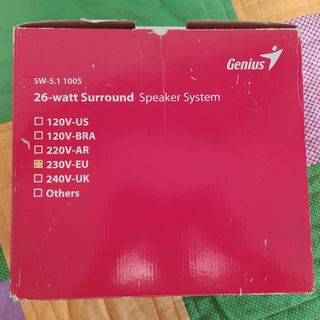 Genius
SW-5.1 1005
26-watt Surround Speaker System
120V-US
120V-BRA
220V-AR
230V-EU
240V-UK
Others